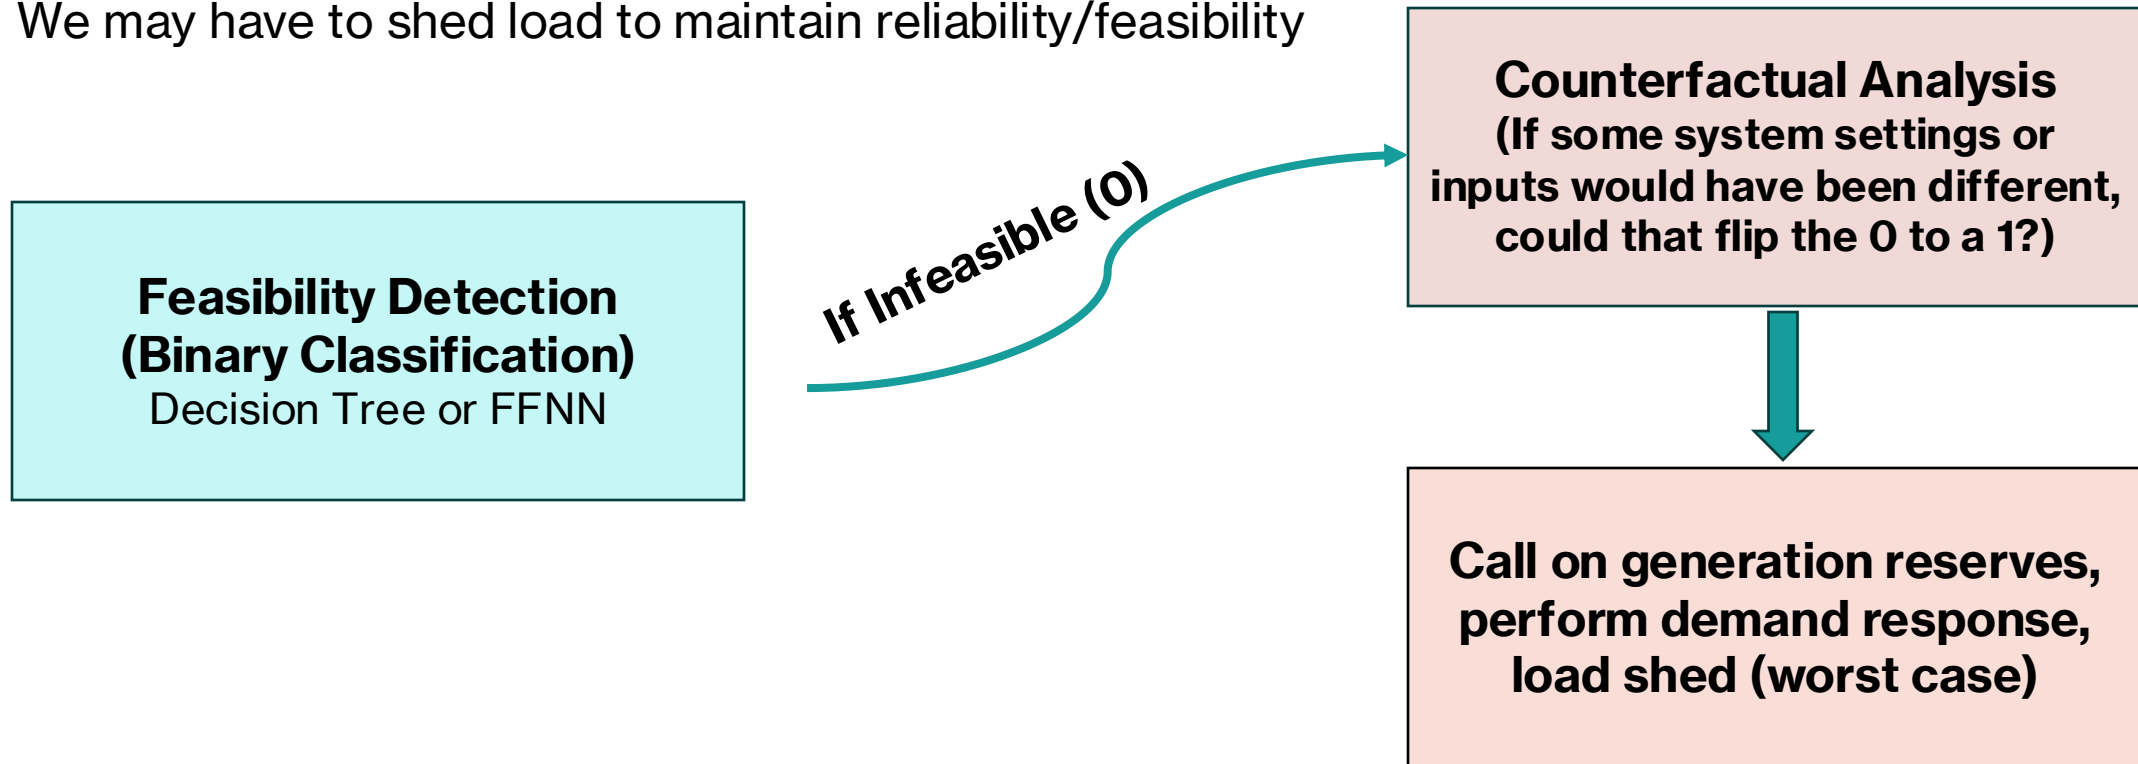 We may have to shed load to maintain reliability/feasibility
Counterfactual Analysis
(If some system settings or
inputs would have been different,
could that flip the 0 to a 1?)
If Infeasible (0)
Feasibility Detection
(Binary Classification)
Decision Tree or FFNN
Call on generation reserves,
perform demand response,
load shed (worst case)